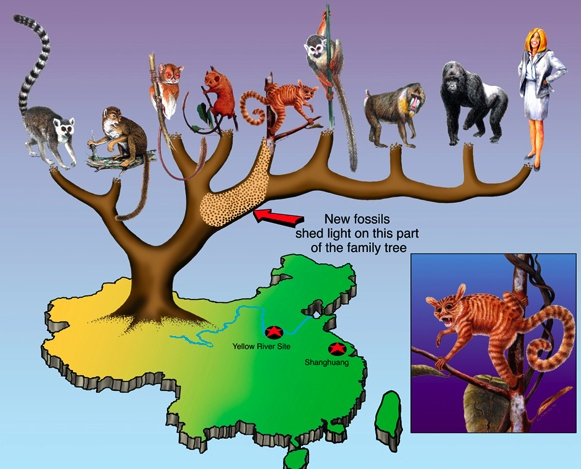 New fossils
shed light on this part
of the family tree
Yellow River Site
Shanghuang